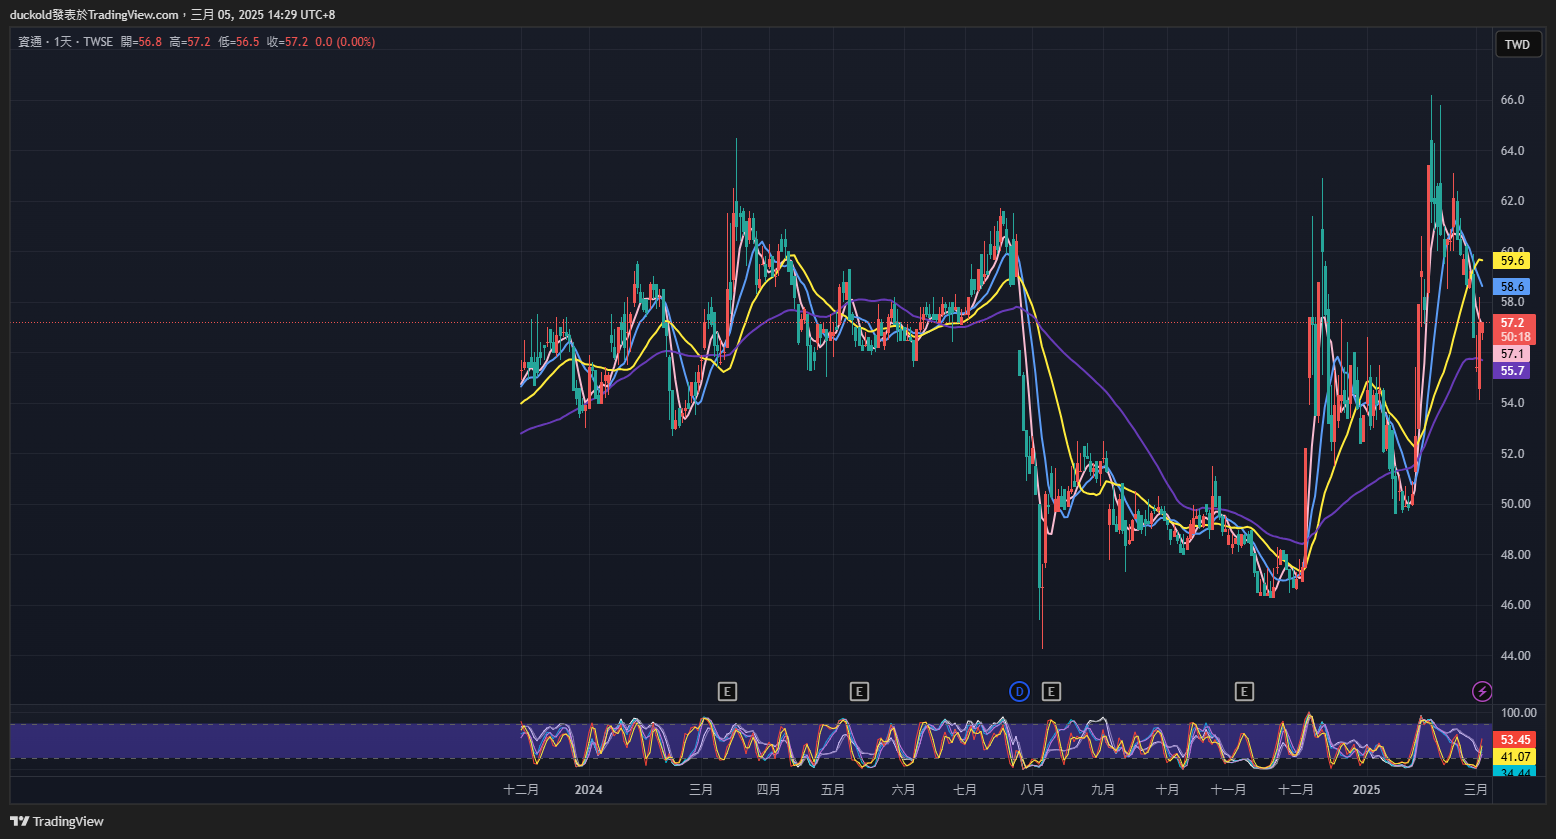 duckold發表於TradingView.com，三月 05, 2025 14:29 UTC+8
資通 · 1天 · TWSE 開=56.8 高=57.2 低=56.5 收=57.2 0.0 (0.00%)
TWD
66.0
64.0
62.0
60.0
59.6
58.6
58.0
57.2
50:18
57.1
55.7
54.0
52.0
50.00
48.00
46.00
44.00
E
E
D
E
E
100.00
53.45
41.07
34.44
十二月
2024
三月
四月
五月
六月
七月
八月
九月
十月
十一月
十二月
2025
三月
TradingView